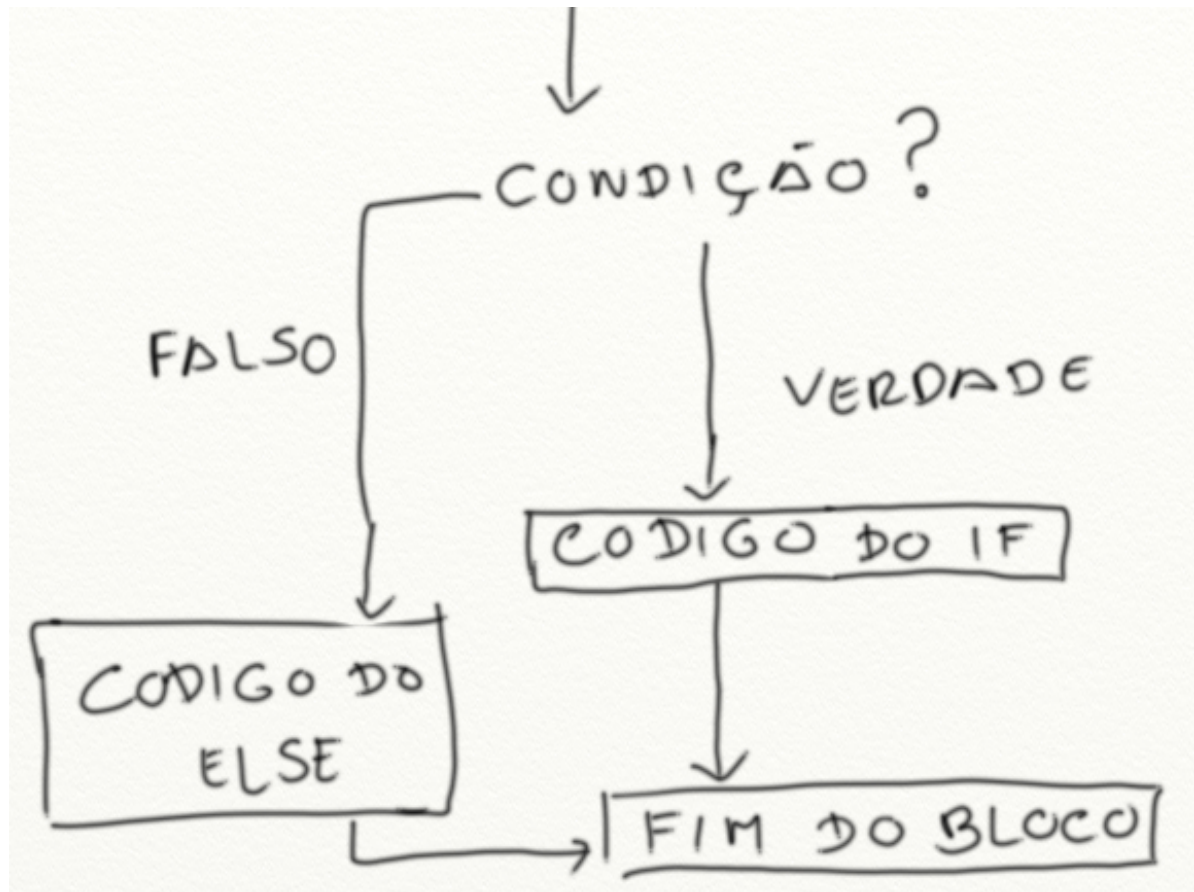 CONDIÇÃO?
FALSO
VERDADE
CODIGO DO IF
CODIGO DO
ELSE
FIM DO BLOCO